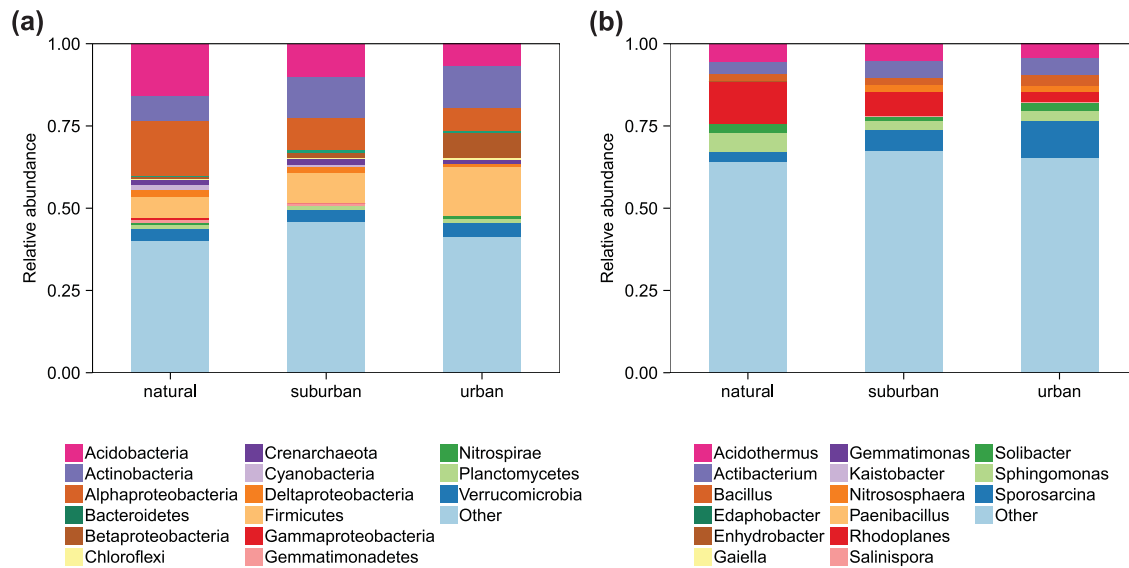 (a)
Relative abundance
1.00
0.75
0.50
0.25
0.00
natural suburban urban
Acidobacteria
Actinobacteria
Alphaproteobacteria
Bacteroidetes
Betaproteobacteria
Chloroflexi
Crenarchaeota
Cyanobacteria
Deltaproteobacteria
Firmicutes
Gammaproteobacteria
Gemmatimonadetes
Nitrospirae
Planctomycetes
Verrucomicrobia
Other
(b)
Relative abundance
1.00
0.75
0.50
0.25
0.00
natural suburban urban
Acidothermus
Actibacterium
Bacillus
Edaphobacter
Enhydrobacter
Gaiella
Gemmatimonas
Kaistobacter
Nitrososphaera
Paenibacillus
Rhodoplanes
Salinispora
Solibacter
Sphingomonas
Sporosarcina
Other